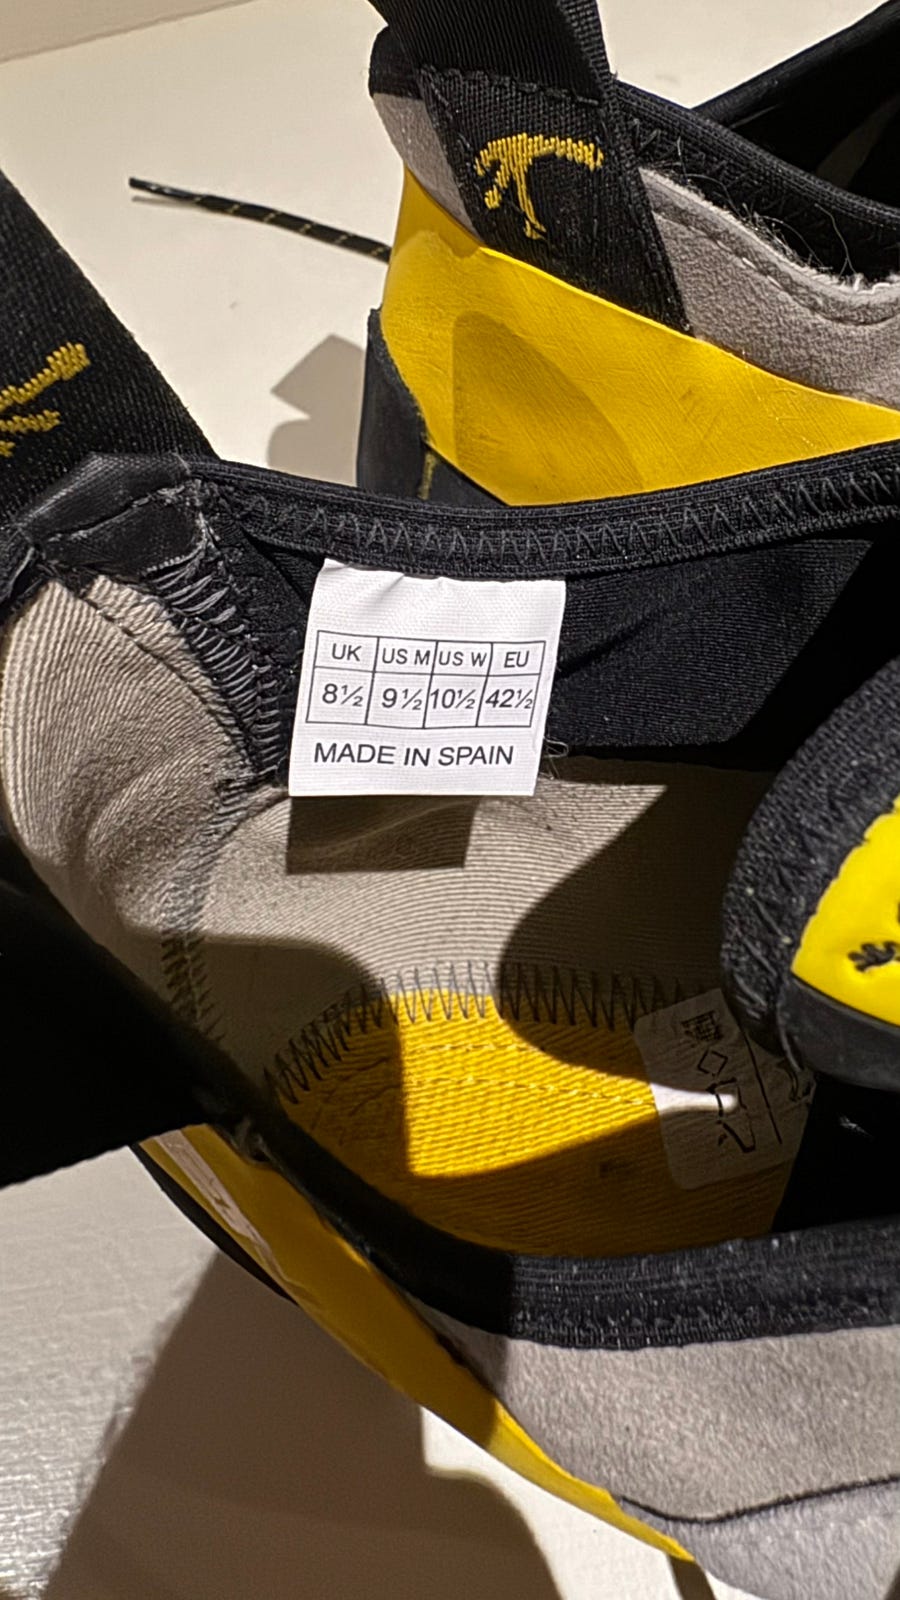 UK US M US W EU
8½ 9½ 10½ 42½
MADE IN SPAIN